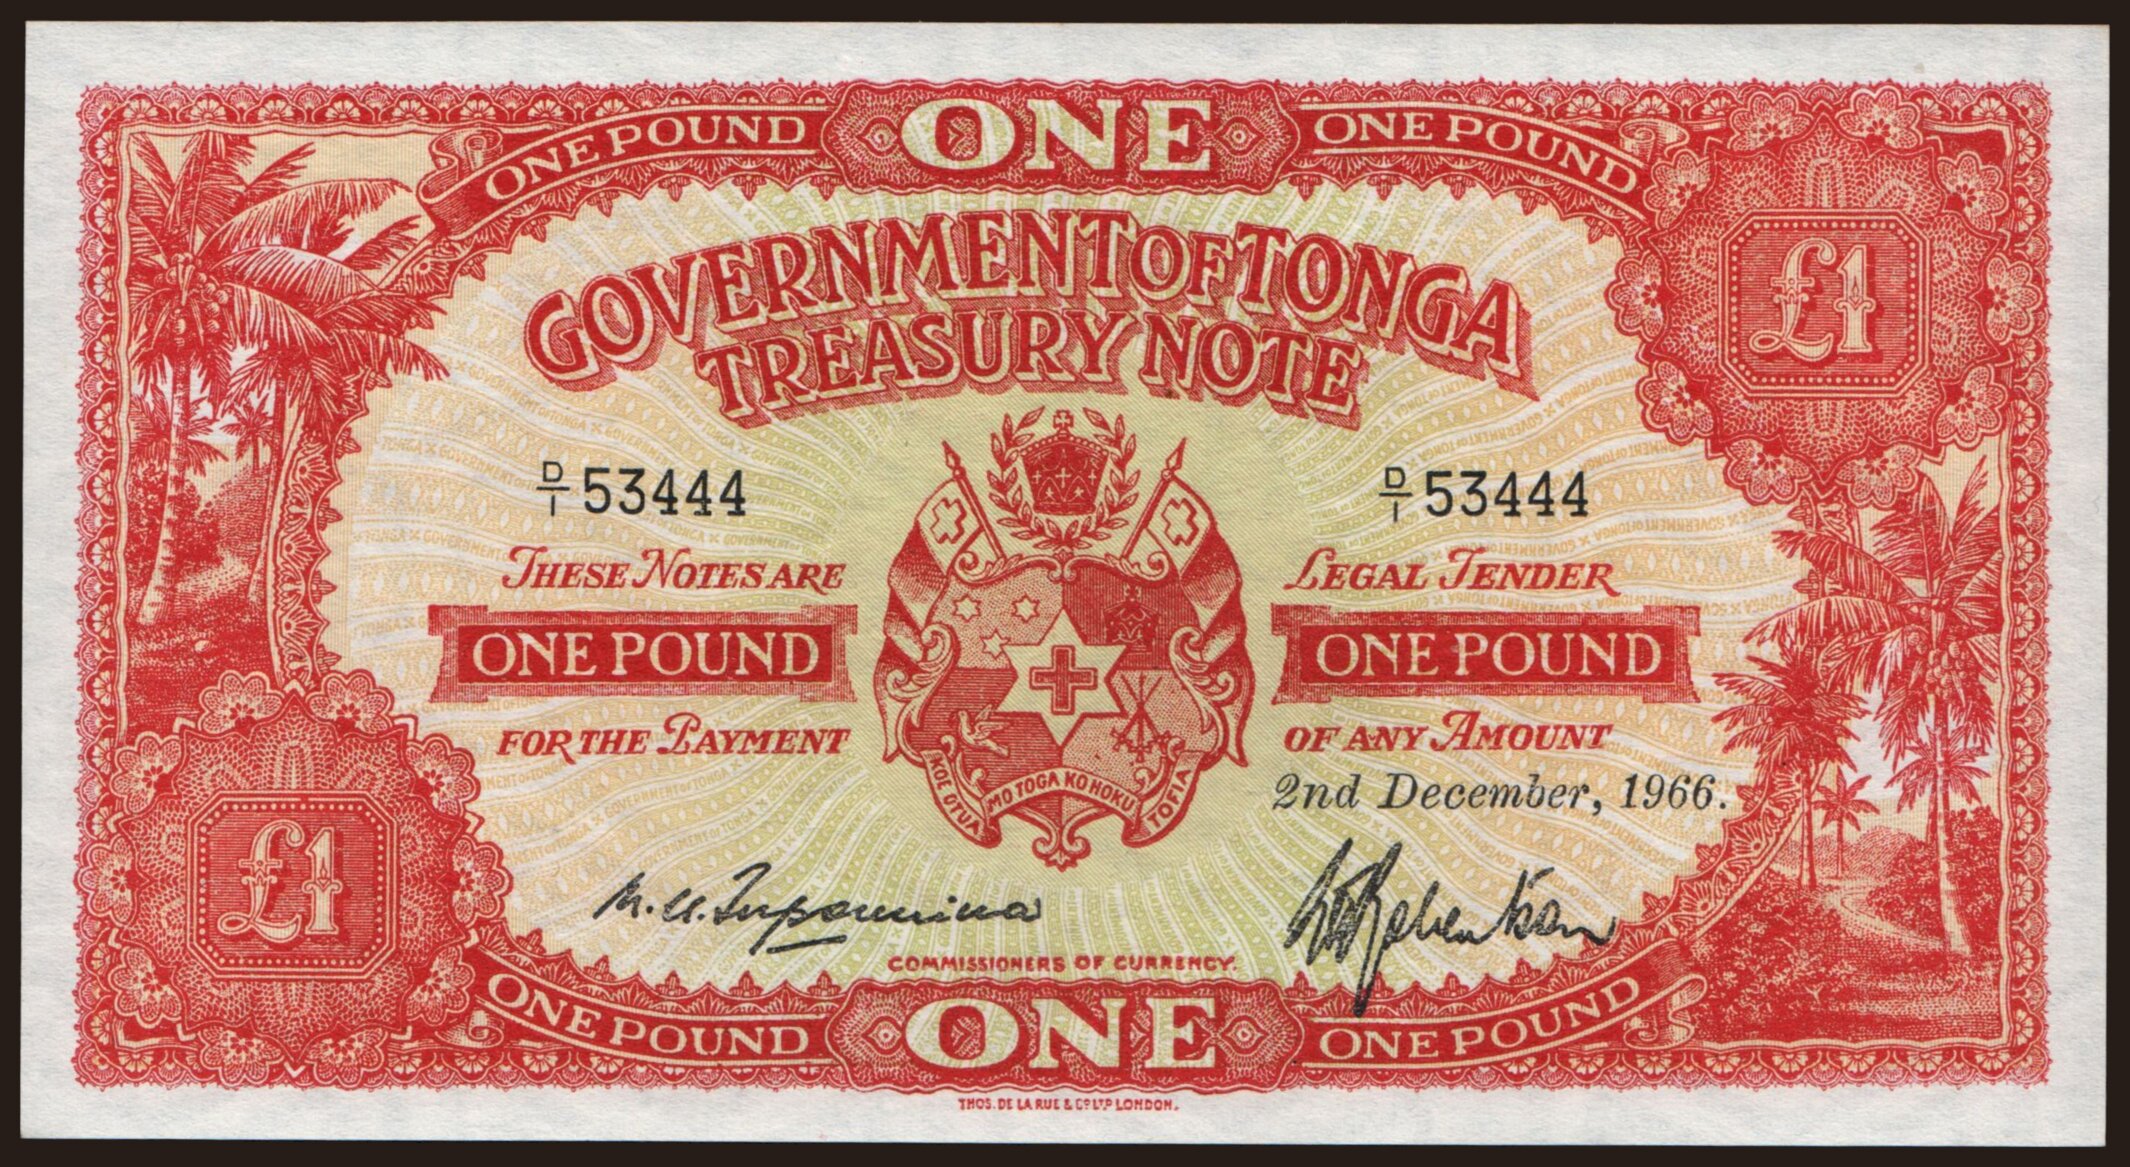 ONE POUND ONE ONE POUND
GOVERNMENT OF TONGA
TREASURY NOTE
£1
D/1 53444 D/1 53444
THESE NOTES ARE LEGAL TENDER
ONE POUND ONE POUND
FOR THE PAYMENT OF ANY AMOUNT
KOE OTUA MO TOGA KO HOKU TOFIA
2nd December, 1966.
£1
COMMISSIONERS OF CURRENCY.
ONE POUND ONE ONE POUND
THOS. DE LA RUE & CO LTD LONDON.